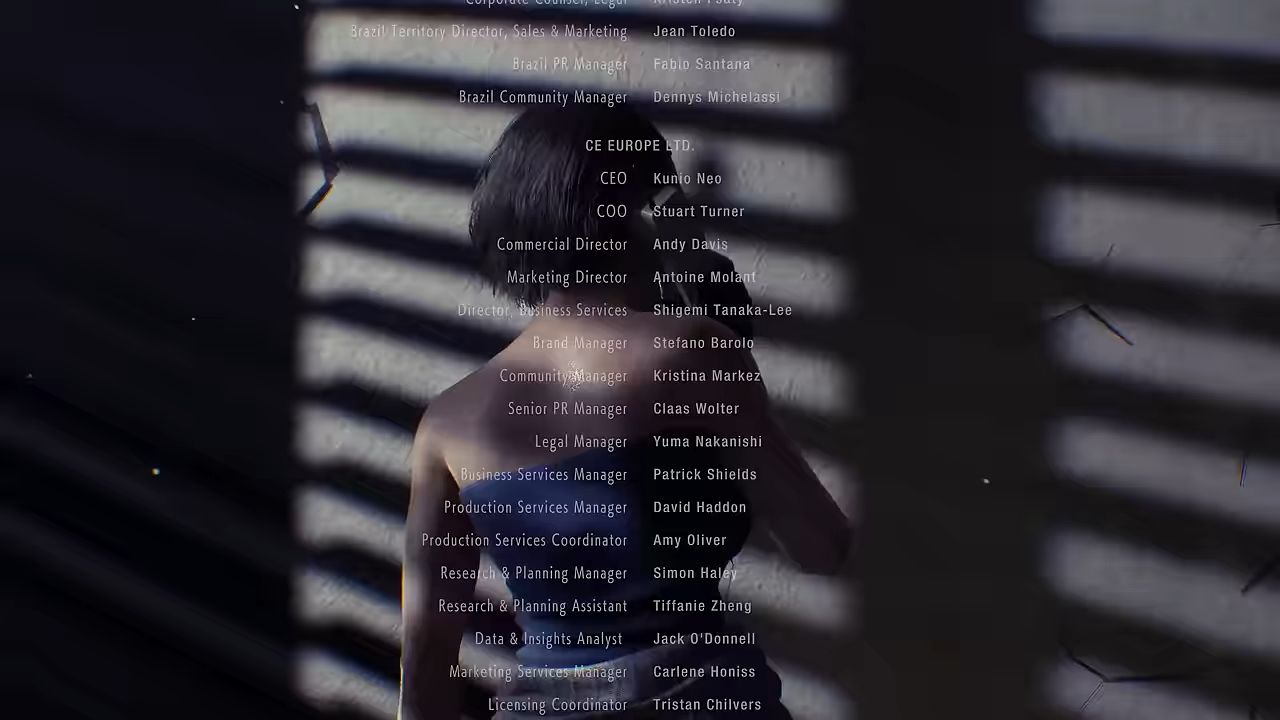 Corporate Counsel, Legal Kristen Psaty
Brazil Territory Director, Sales & Marketing Jean Toledo
Brazil PR Manager Fabio Santana
Brazil Community Manager Dennys Michelassi
CE EUROPE LTD.
CEO Kunio Neo
COO Stuart Turner
Commercial Director Andy Davis
Marketing Director Antoine Molant
Director, Business Services Shigemi Tanaka-Lee
Brand Manager Stefano Barolo
Community Manager Kristina Markez
Senior PR Manager Claas Wolter
Legal Manager Yuma Nakanishi
Business Services Manager Patrick Shields
Production Services Manager David Haddon
Production Services Coordinator Amy Oliver
Research & Planning Manager Simon Haley
Research & Planning Assistant Tiffanie Zheng
Data & Insights Analyst Jack O'Donnell
Marketing Services Manager Carlene Honiss
Licensing Coordinator Tristan Chilvers